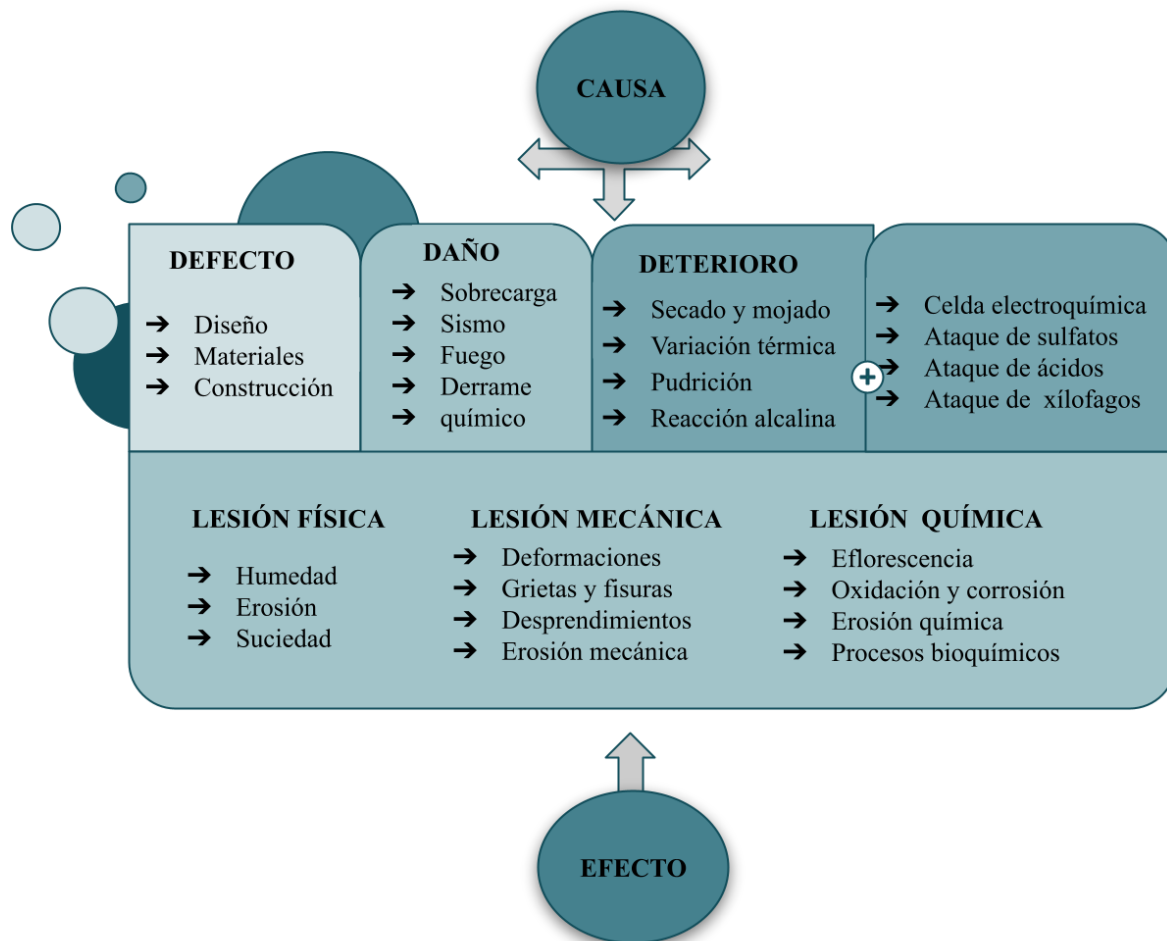 CAUSA
DEFECTO
➔ Diseño
➔ Materiales
➔ Construcción
DAÑO
➔ Sobrecarga
➔ Sismo
➔ Fuego
➔ Derrame
➔ químico
DETERIORO
➔ Secado y mojado
➔ Variación térmica
➔ Pudrición
➔ Reacción alcalina
+
➔ Celda electroquímica
➔ Ataque de sulfatos
➔ Ataque de ácidos
➔ Ataque de xílofagos
LESIÓN FÍSICA
➔ Humedad
➔ Erosión
➔ Suciedad
LESIÓN MECÁNICA
➔ Deformaciones
➔ Grietas y fisuras
➔ Desprendimientos
➔ Erosión mecánica
LESIÓN QUÍMICA
➔ Eflorescencia
➔ Oxidación y corrosión
➔ Erosión química
➔ Procesos bioquímicos
EFECTO